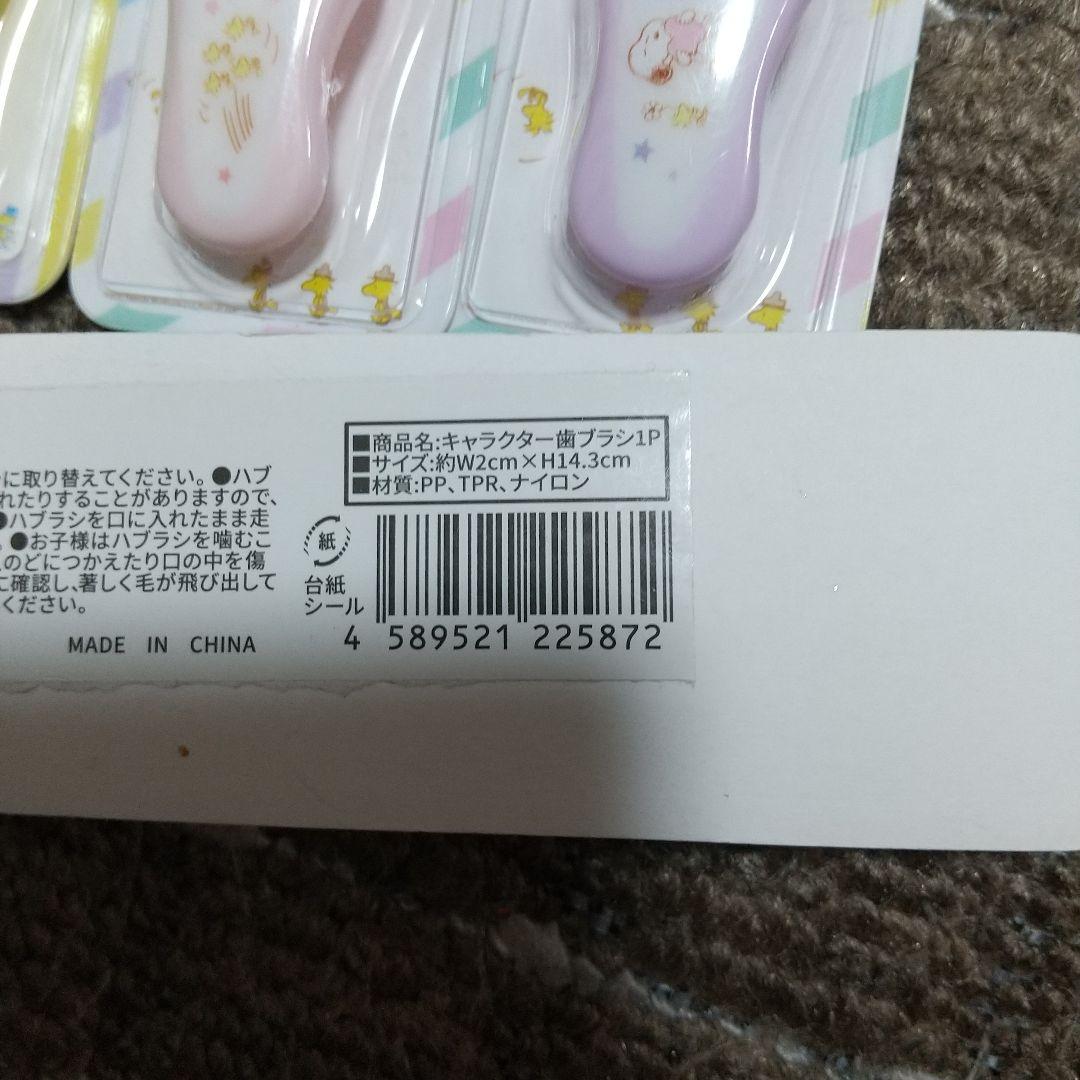 に取り替えてください。●ハブ
れたりすることがありますので、
●ハブラシを口に入れたまま走
。●お子様はハブラシを噛むこ
のどにつかえたり口の中を傷
に確認し、著しく毛が飛び出して
ください。
MADE IN CHINA
■商品名:キャラクター歯ブラシ1P
■サイズ:約W2cm×H14.3cm
■材質:PP、TPR、ナイロン
紙
台紙
シール
4 589521 225872